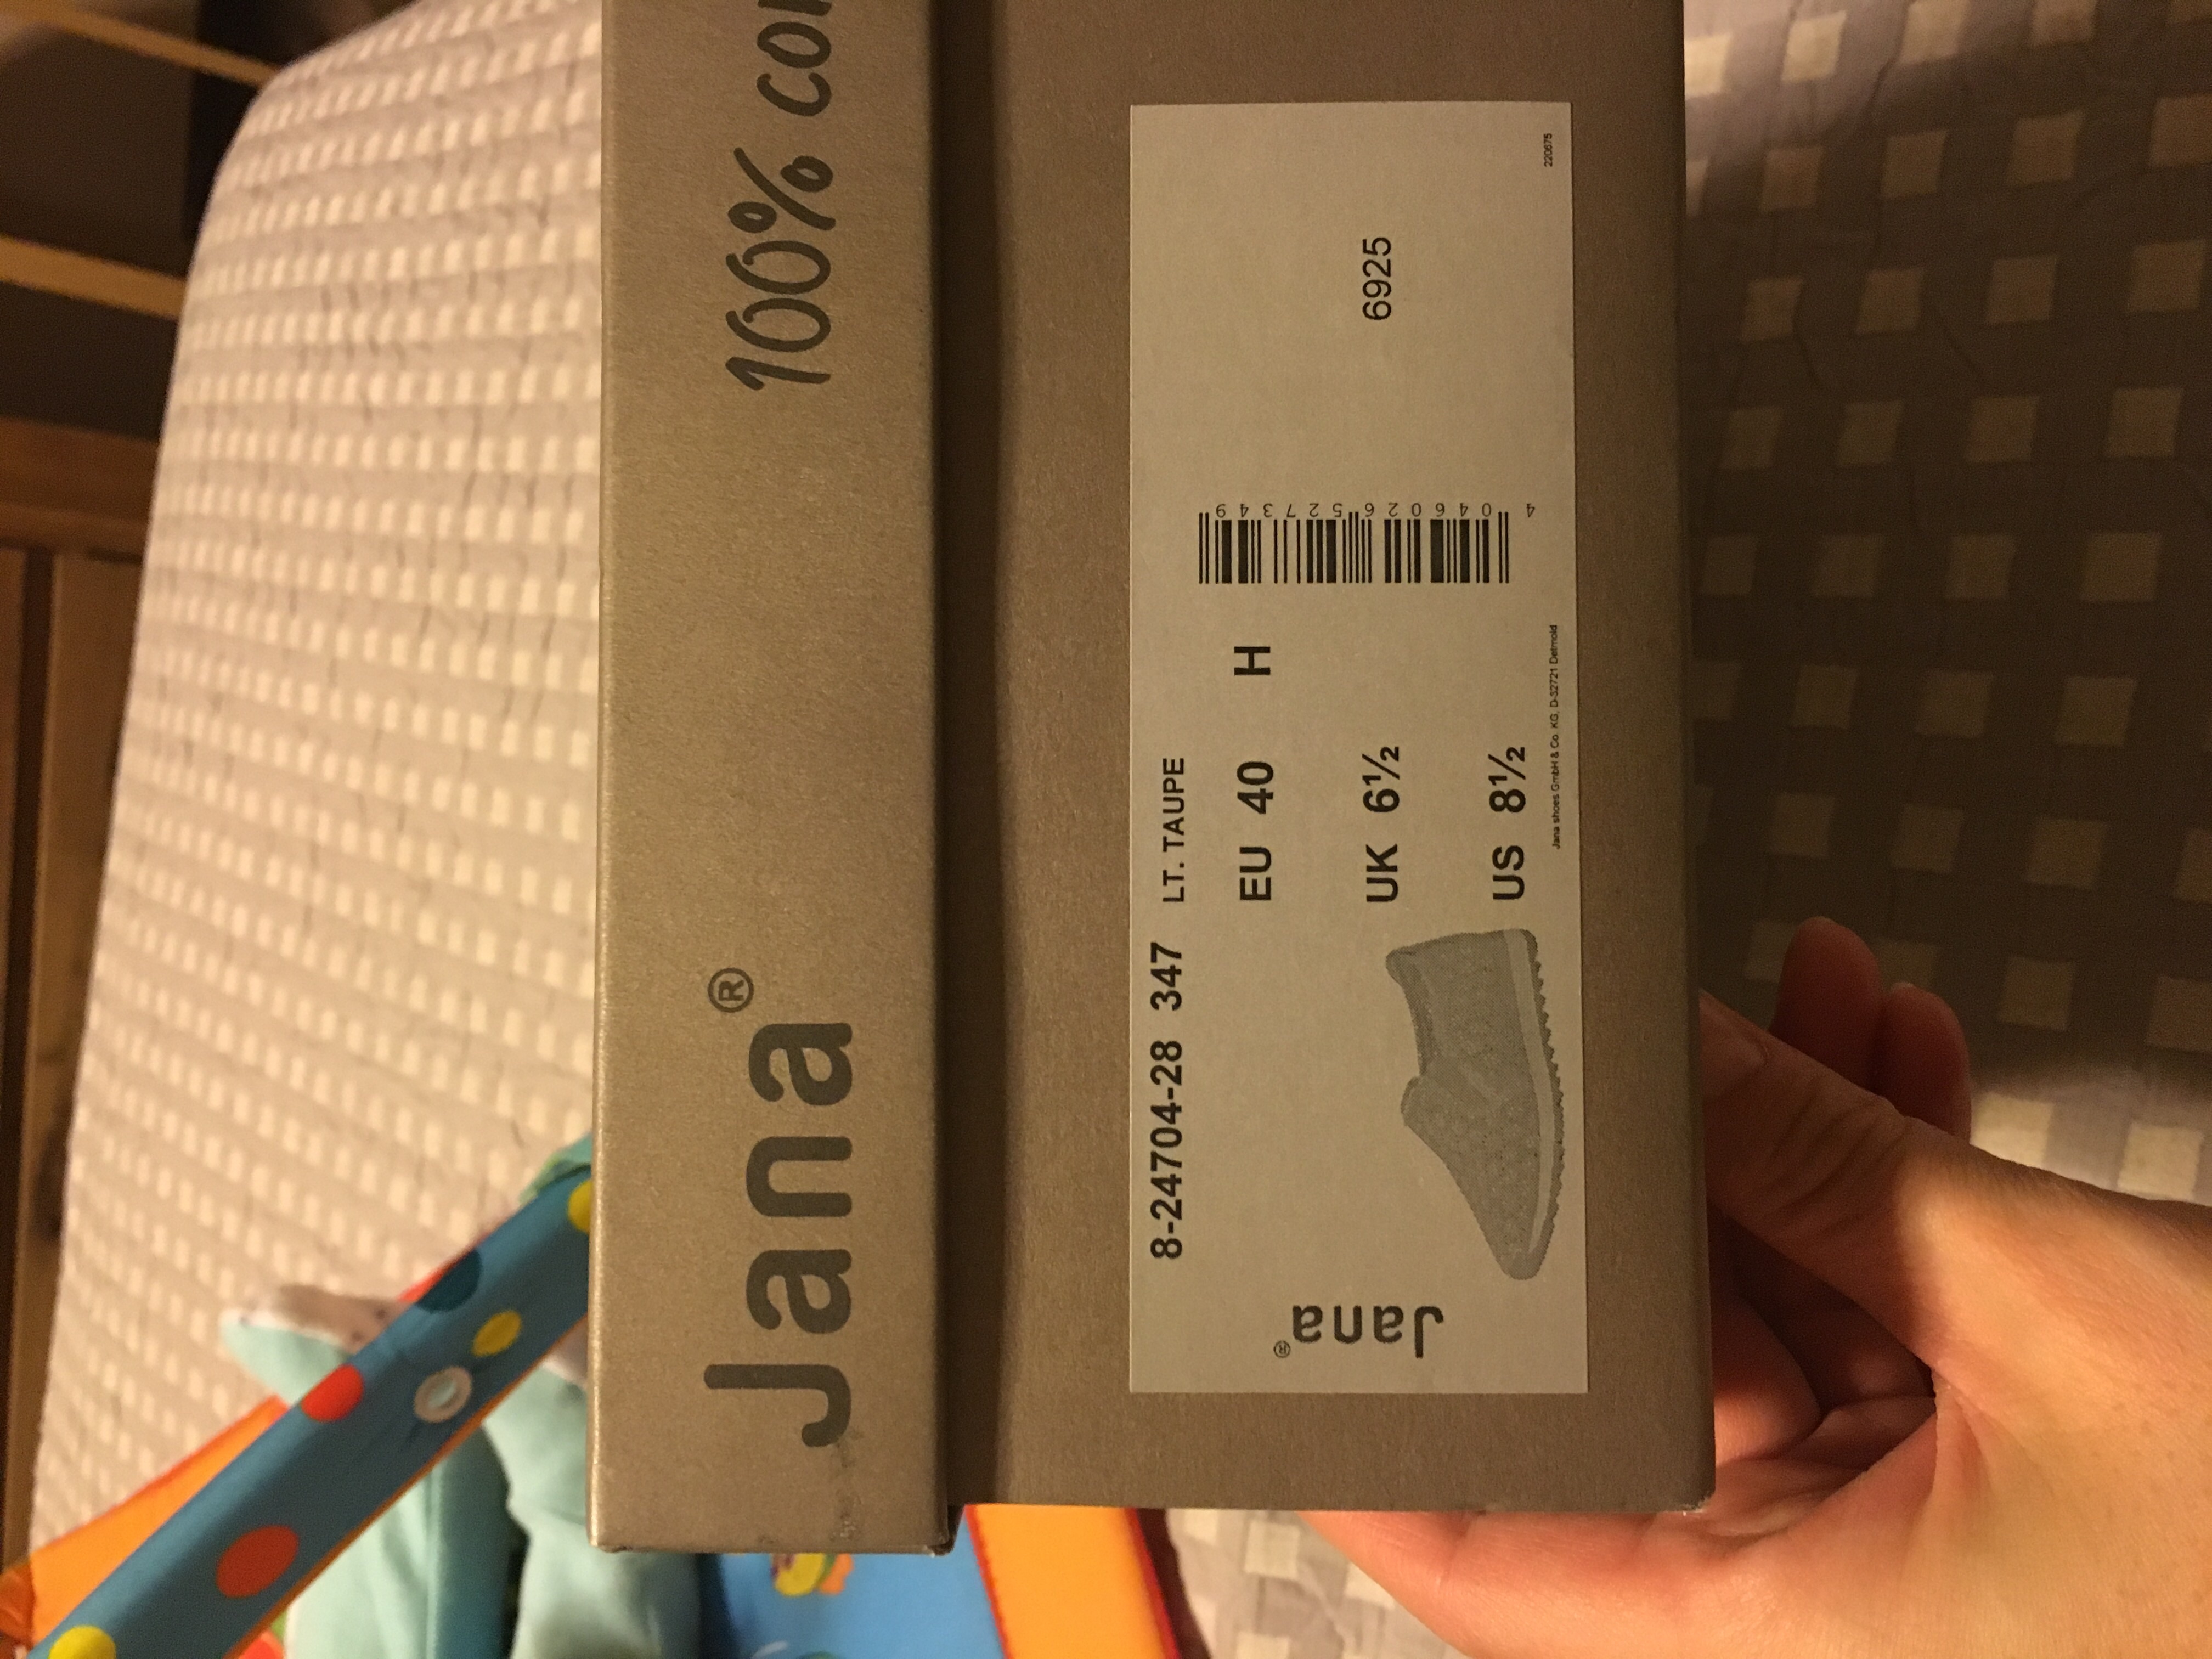 Jana® 100%
8-24704-28 347 LT. TAUPE
EU 40 H
UK 6½
US 8½
Jana®
4 046026 527349
6925
Jana shoes GmbH & Co. KG, D-32721 Detmold
220675